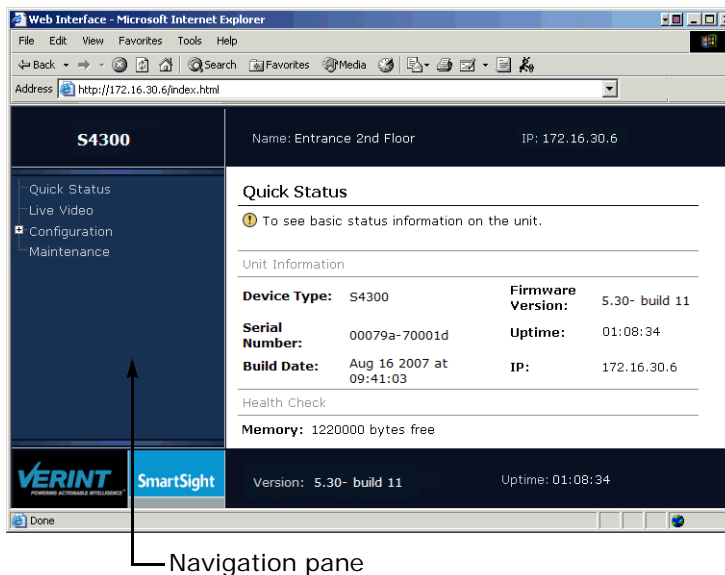 Web Interface - Microsoft Internet Explorer
File Edit View Favorites Tools Help
Back Search Favorites Media
Address http://172.16.30.6/index.html
S4300 Name: Entrance 2nd Floor IP: 172.16.30.6
Quick Status
Live Video
Configuration
Maintenance
Quick Status
To see basic status information on the unit.
Unit Information
Device Type: S4300 Firmware Version: 5.30- build 11
Serial Number: 00079a-70001d Uptime: 01:08:34
Build Date: Aug 16 2007 at 09:41:03 IP: 172.16.30.6
Health Check
Memory: 1220000 bytes free
VERINT
POWERING ACTIONABLE INTELLIGENCE
SmartSight
Version: 5.30- build 11 Uptime: 01:08:34
Done
Navigation pane